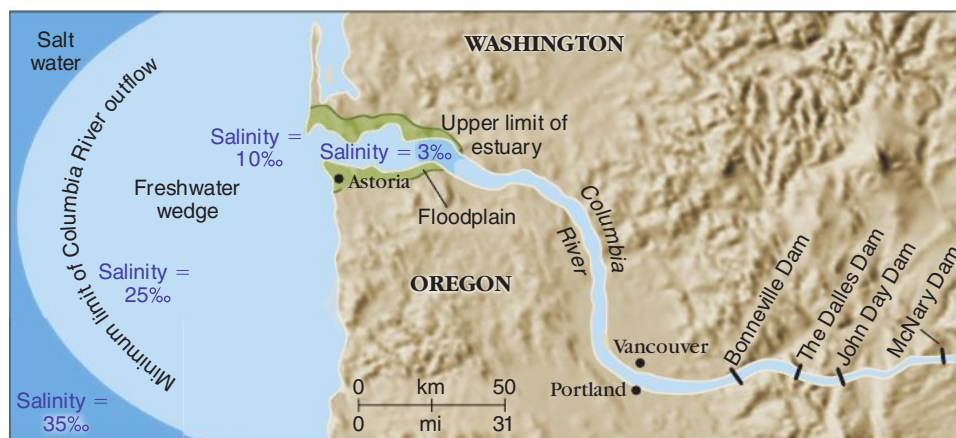 Salt
water
WASHINGTON
Minimum limit of Columbia River outflow
Salinity =
10‰
Salinity = 3‰
Upper limit of
estuary
Freshwater
wedge
Astoria
Floodplain
Columbia
River
Salinity =
25‰
OREGON
Bonneville Dam
The Dalles Dam
John Day Dam
McNary Dam
Vancouver
Portland
0 km 50
0 mi 31
Salinity =
35‰